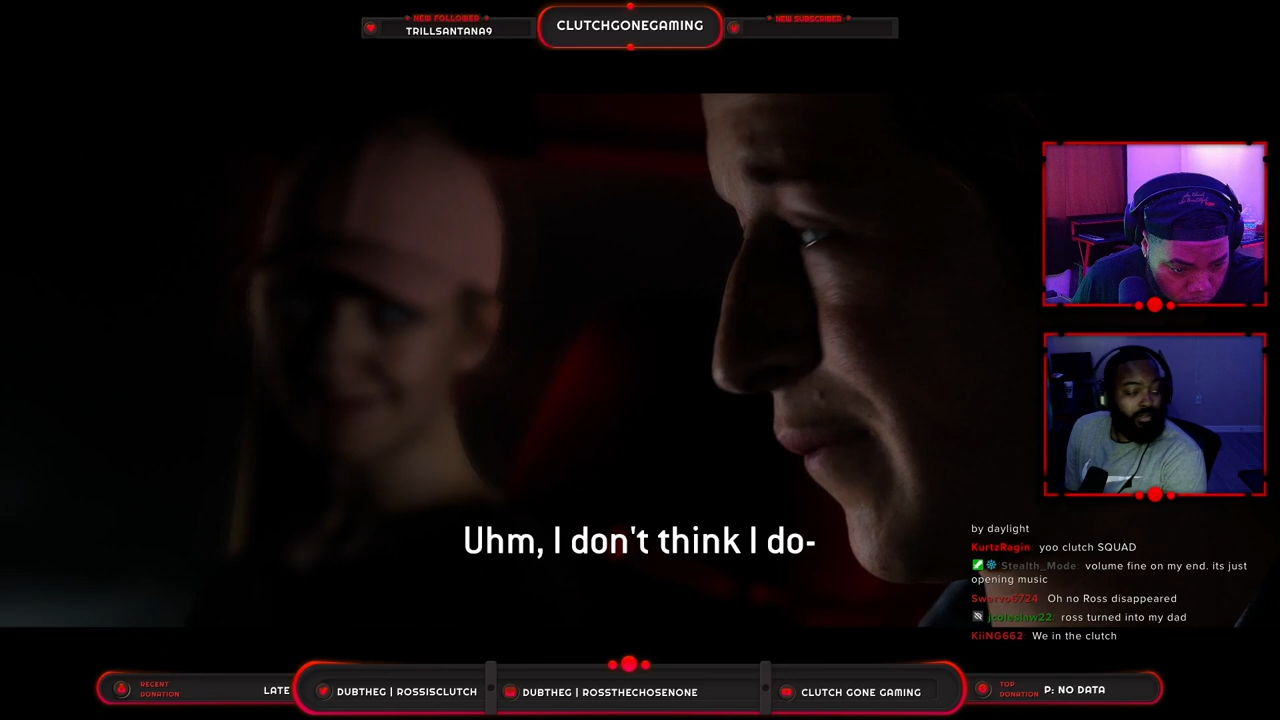 NEW FOLLOWER
TRILLSANTANA9
CLUTCHGONEGAMING
NEW SUBSCRIBER
Uhm, I don't think I do-
by daylight
KurtzRagin: yoo clutch SQUAD
Stealth_Mode: volume fine on my end. its just
opening music
Swervo5724: Oh no Ross disappeared
jcoleslaw22: ross turned into my dad
KiiNG662: We in the clutch
RECENT
DONATION
LATE
DUBTHEG | ROSSISCLUTCH
DUBTHEG | ROSSTHECHOSENONE
CLUTCH GONE GAMING
TOP
DONATION
P: NO DATA